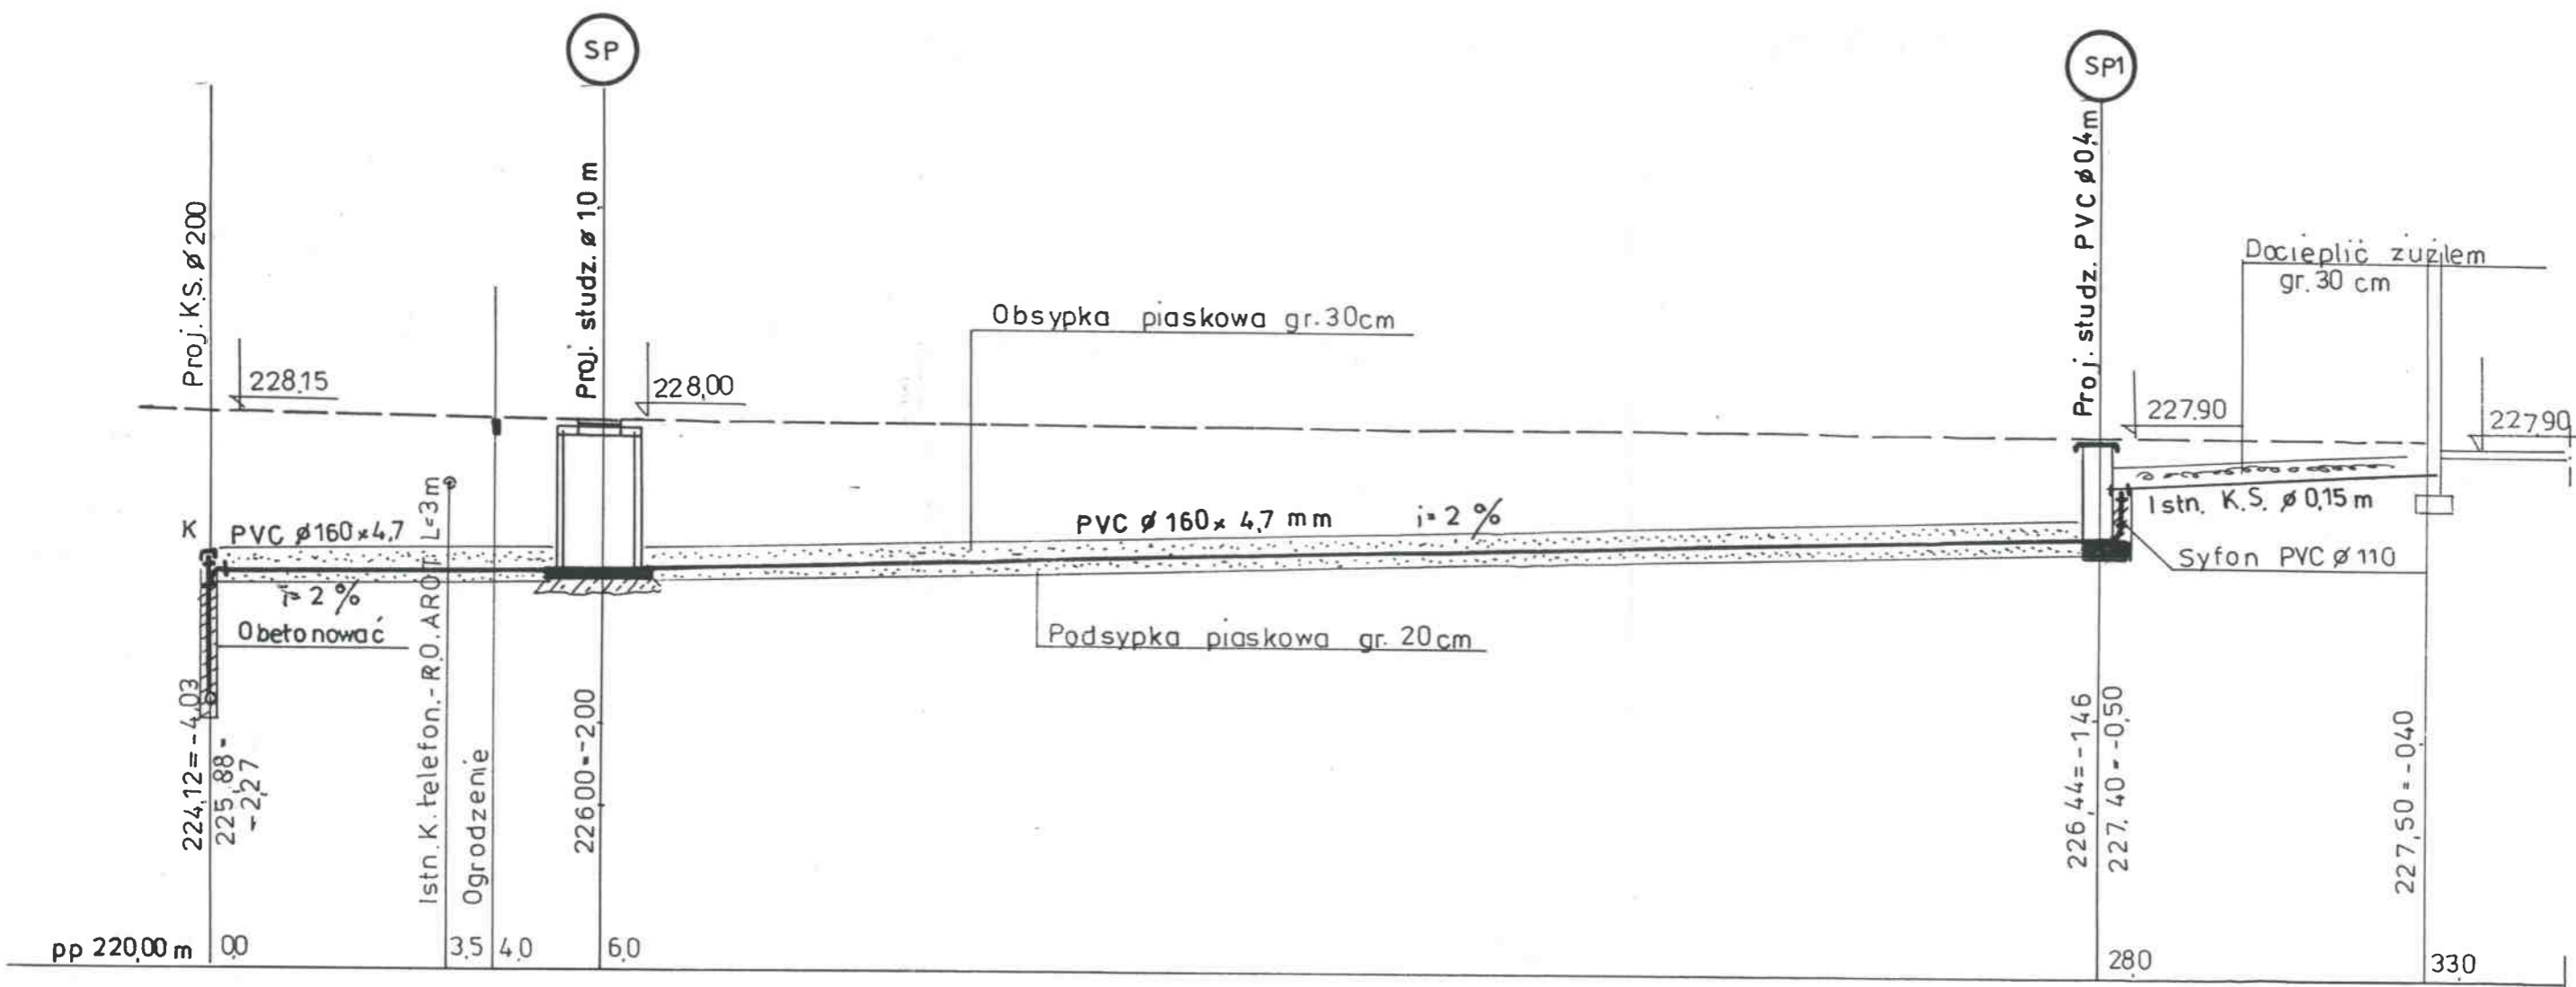 SP
SP1
Proj. K.S. ø 200
Proj. studz. ø 1,0 m
Proj. studz. PVC ø 0,4 m
Docieplić zużlem
gr. 30 cm
Obsypka piaskowa gr. 30cm
228,15
228,00
227,90
227,90
K
PVC ø 160 x 4,7
PVC ø 160 x 4,7 mm i= 2 %
Istn. K.S. ø 0,15 m
Syfon PVC ø 110
i= 2 %
Obetonować
Podsypka piaskowa gr. 20cm
224,12 = -4,03
225,88 =
-2,27
Istn. K. telefon.-R.O. AROT L=3m
Ogrodzenie
226,00=-2,00
226,44= -1,46
227,40=-0,50
227,50 = -0,40
pp 220,00 m
0,0
3,5
4,0
6,0
28,0
33,0